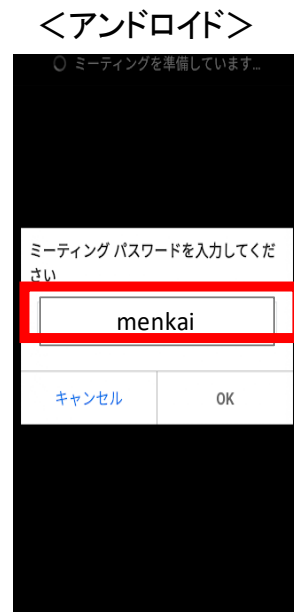 ＜アンドロイド＞
ミーティングを準備しています...
ミーティング パスワードを入力してくだ
さい
menkai
キャンセル
OK